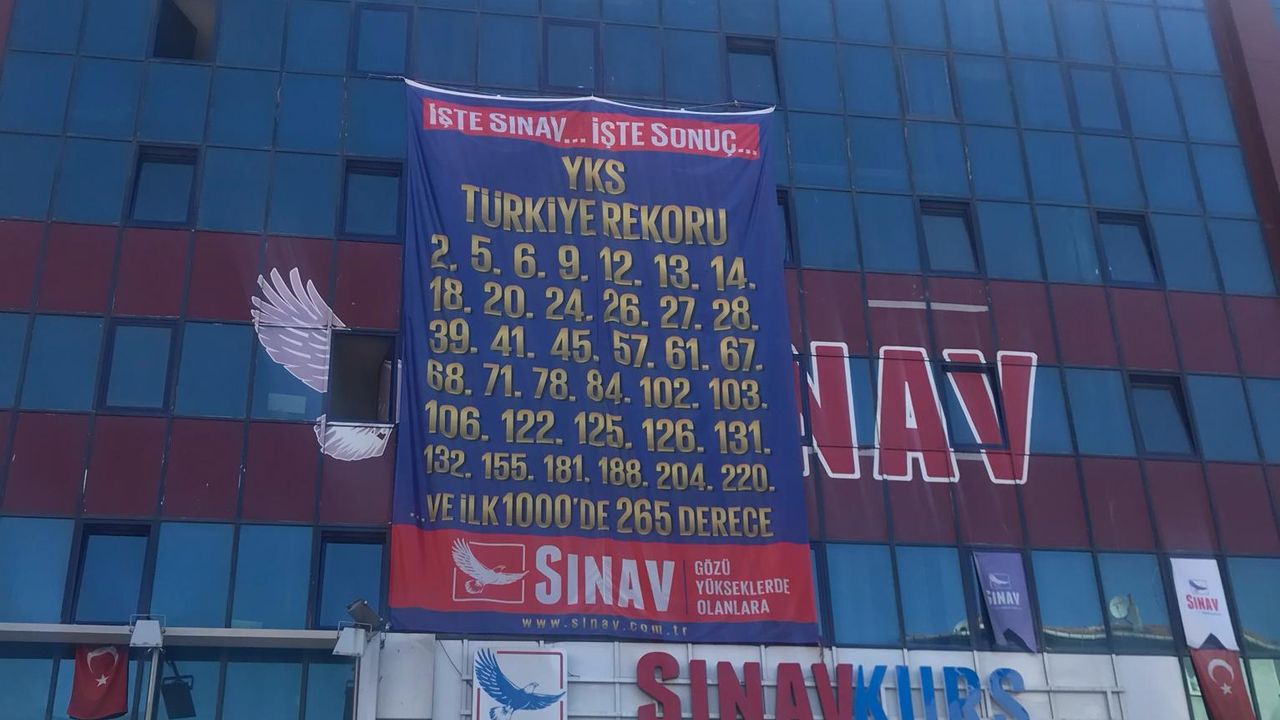 İŞTE SINAV... İŞTE SONUÇ...
YKS
TÜRKİYE REKORU
2. 5. 6. 9. 12. 13. 14.
18. 20. 24. 26. 27. 28.
39. 41. 45. 57. 61. 67.
68. 71. 78. 84. 102. 103.
106. 122. 125. 126. 131.
132. 155. 181. 188. 204. 220.
...VE İLK 1000'DE 265 DERECE
SINAV
GÖZÜ
YÜKSEKLERDE
OLANLARA
www.sinav.com.tr
NAV
SINAV
SINAV
SINAVKURS